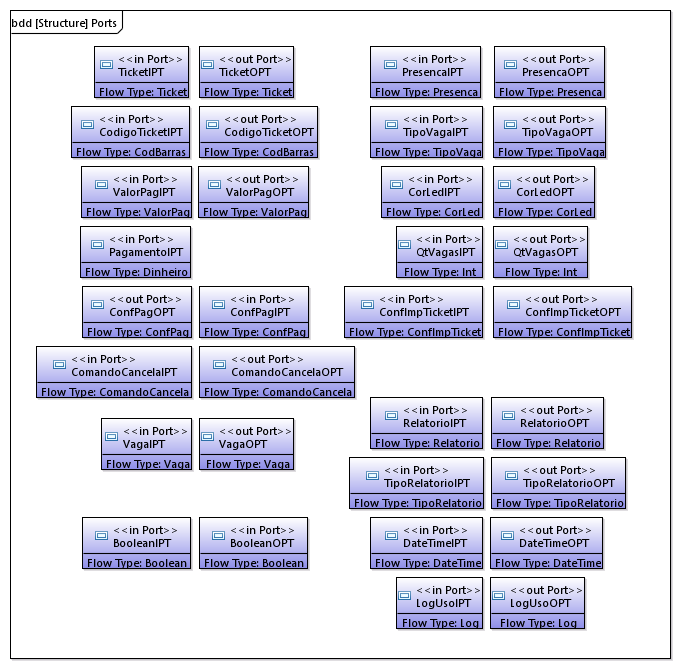 bdd [Structure] Ports
<<in Port>>
TicketIPT
Flow Type: Ticket
<<out Port>>
TicketOPT
Flow Type: Ticket
<<in Port>>
PresencaIPT
Flow Type: Presenca
<<out Port>>
PresencaOPT
Flow Type: Presenca
<<in Port>>
CodigoTicketIPT
Flow Type: CodBarras
<<out Port>>
CodigoTicketOPT
Flow Type: CodBarras
<<in Port>>
TipoVagaIPT
Flow Type: TipoVaga
<<out Port>>
TipoVagaOPT
Flow Type: TipoVaga
<<in Port>>
ValorPagIPT
Flow Type: ValorPag
<<out Port>>
ValorPagOPT
Flow Type: ValorPag
<<in Port>>
CorLedIPT
Flow Type: CorLed
<<out Port>>
CorLedOPT
Flow Type: CorLed
<<in Port>>
PagamentoIPT
Flow Type: Dinheiro
<<in Port>>
QtVagasIPT
Flow Type: Int
<<out Port>>
QtVagasOPT
Flow Type: Int
<<out Port>>
ConfPagOPT
Flow Type: ConfPag
<<in Port>>
ConfPagIPT
Flow Type: ConfPag
<<in Port>>
ConfImpTicketIPT
Flow Type: ConfImpTicket
<<out Port>>
ConfImpTicketOPT
Flow Type: ConfImpTicket
<<in Port>>
ComandoCancelaIPT
Flow Type: ComandoCancela
<<out Port>>
ComandoCancelaOPT
Flow Type: ComandoCancela
<<in Port>>
RelatorioIPT
Flow Type: Relatorio
<<out Port>>
RelatorioOPT
Flow Type: Relatorio
<<in Port>>
VagaIPT
Flow Type: Vaga
<<out Port>>
VagaOPT
Flow Type: Vaga
<<in Port>>
TipoRelatorioIPT
Flow Type: TipoRelatorio
<<out Port>>
TipoRelatorioOPT
Flow Type: TipoRelatorio
<<in Port>>
BooleanIPT
Flow Type: Boolean
<<out Port>>
BooleanOPT
Flow Type: Boolean
<<in Port>>
DateTimeIPT
Flow Type: DateTime
<<out Port>>
DateTimeOPT
Flow Type: DateTime
<<in Port>>
LogUsoIPT
Flow Type: Log
<<out Port>>
LogUsoOPT
Flow Type: Log